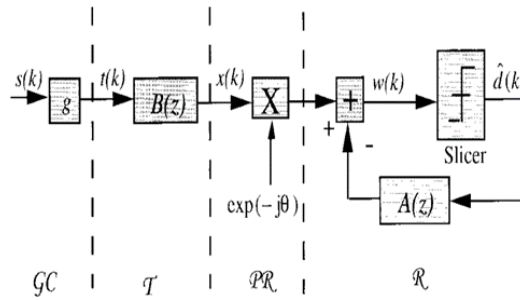 s(k)
t(k)
x(k)
w(k)
d̂(k
g
B(z)
X
+
+
-
Slicer
exp(−jθ)
A(z)
GC
T
PR
R